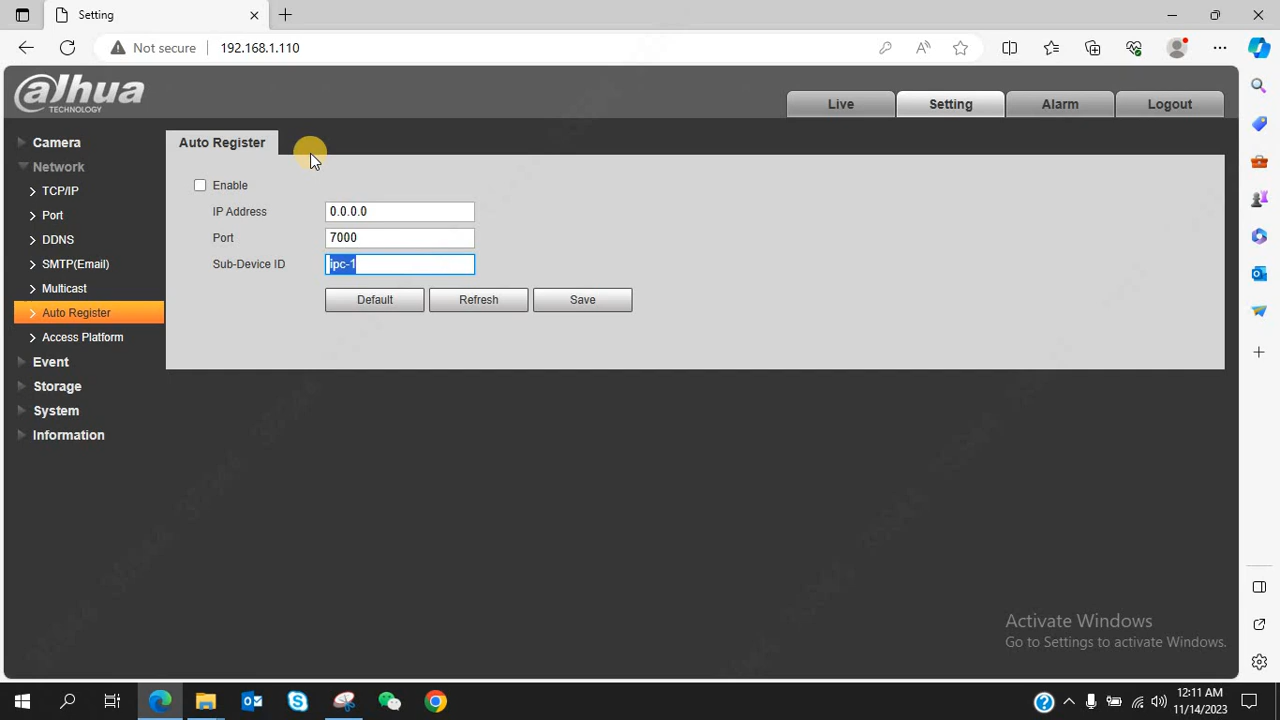 Setting
Not secure
192.168.1.110
alhua
TECHNOLOGY
Live
Setting
Alarm
Logout
Camera
Network
TCP/IP
Port
DDNS
SMTP(Email)
Multicast
Auto Register
Access Platform
Event
Storage
System
Information
Auto Register
Enable
IP Address
0.0.0.0
Port
7000
Sub-Device ID
ipc-1
Default
Refresh
Save
Activate Windows
Go to Settings to activate Windows.
12:11 AM
11/14/2023